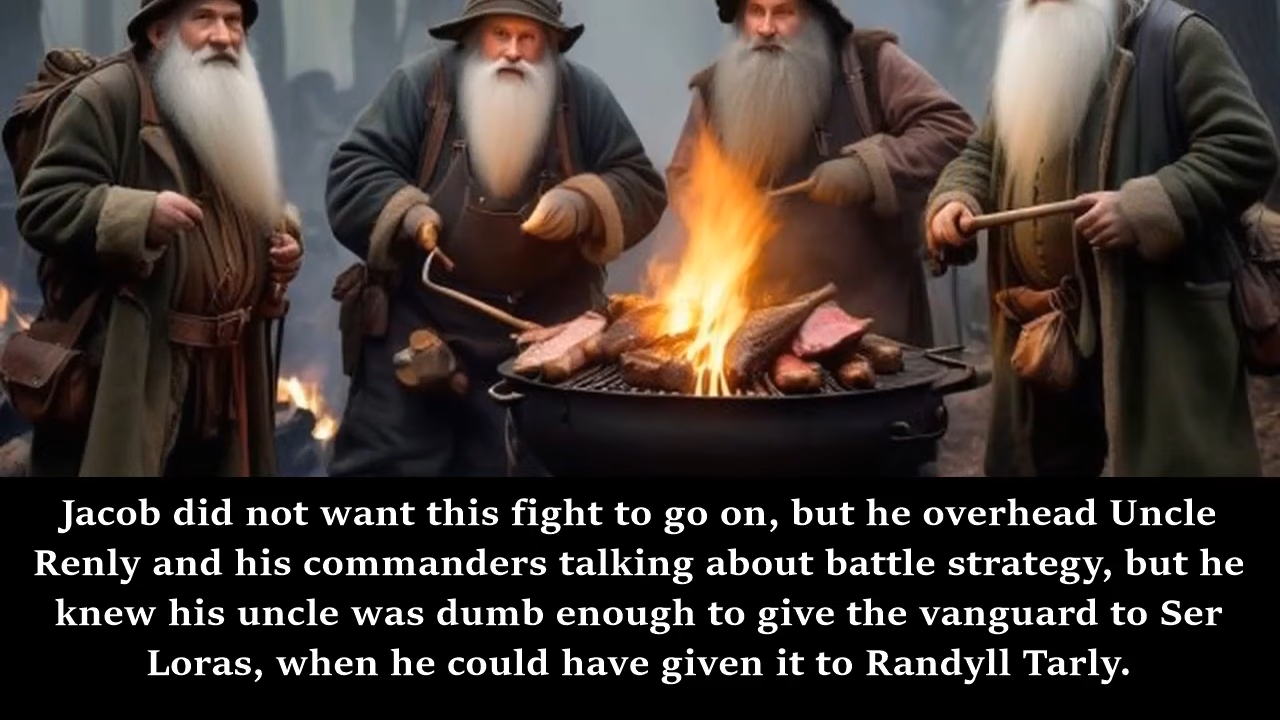 Jacob did not want this fight to go on, but he overhead Uncle
Renly and his commanders talking about battle strategy, but he
knew his uncle was dumb enough to give the vanguard to Ser
Loras, when he could have given it to Randyll Tarly.